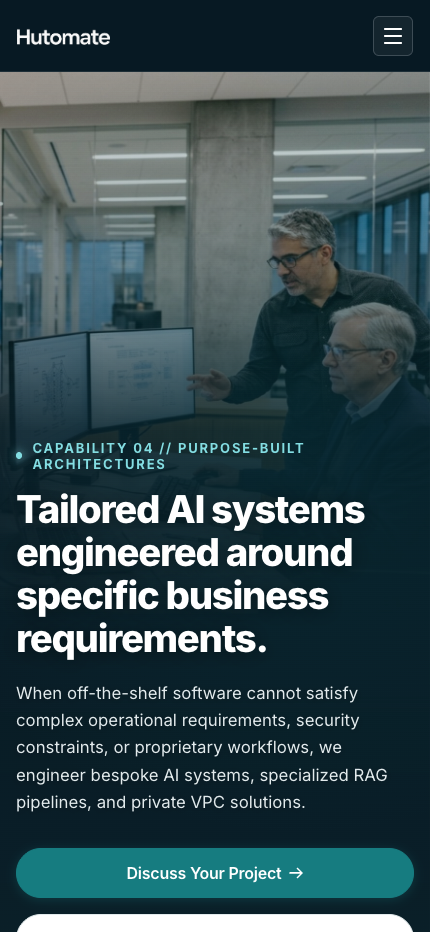 Hutomate
CAPABILITY 04 // PURPOSE-BUILT
ARCHITECTURES
Tailored AI systems
engineered around
specific business
requirements.
When off-the-shelf software cannot satisfy
complex operational requirements, security
constraints, or proprietary workflows, we
engineer bespoke AI systems, specialized RAG
pipelines, and private VPC solutions.
Discuss Your Project →